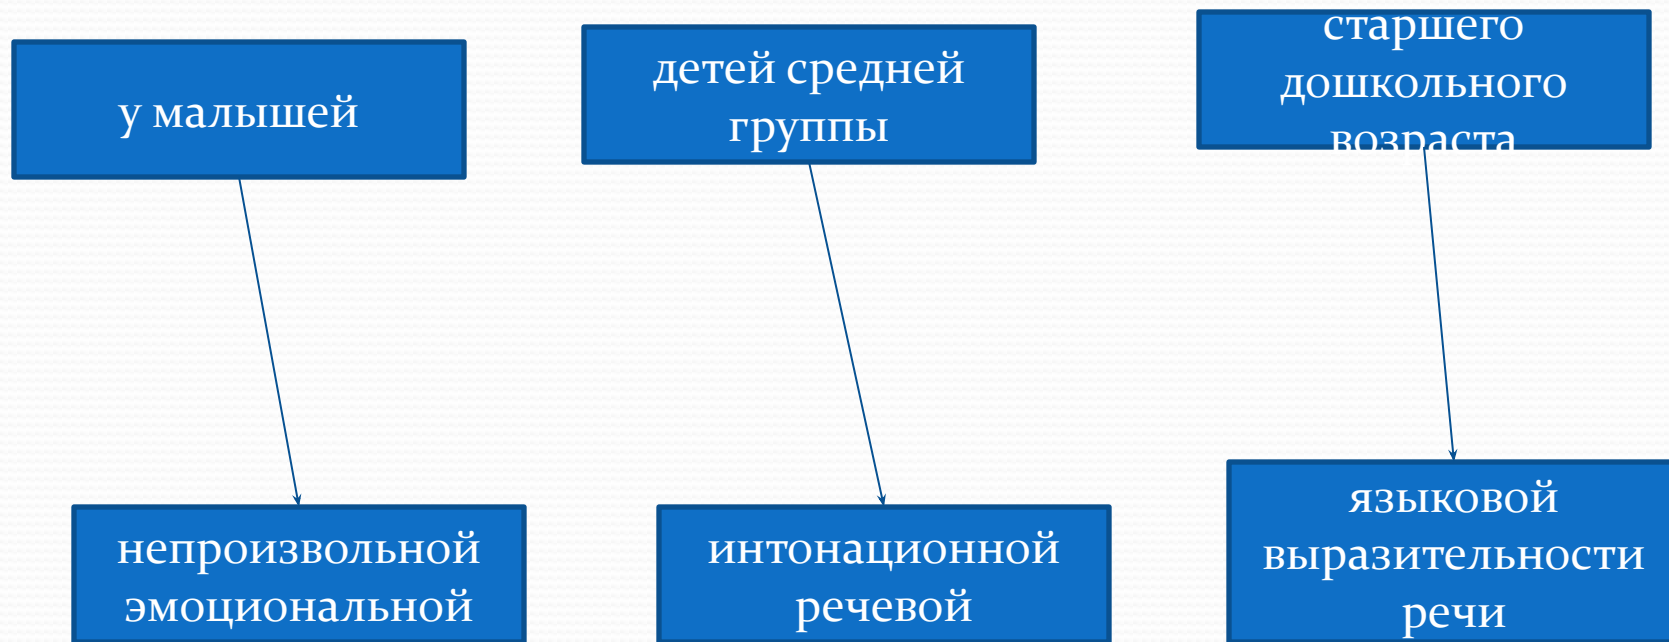 у малышей
детей средней
группы
старшего
дошкольного
возраста
непроизвольной
эмоциональной
интонационной
речевой
языковой
выразительности
речи